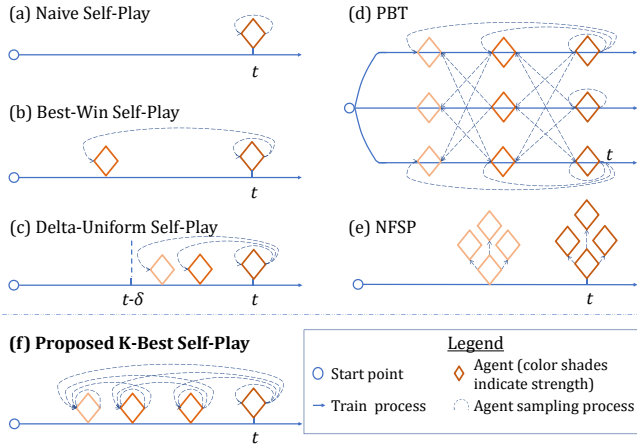 (a) Naive Self-Play
t
(b) Best-Win Self-Play
t
(c) Delta-Uniform Self-Play
t-δ
t
(d) PBT
t
(e) NFSP
t
(f) Proposed K-Best Self-Play
t
Legend
Start point
Agent (color shades
indicate strength)
Train process
Agent sampling process